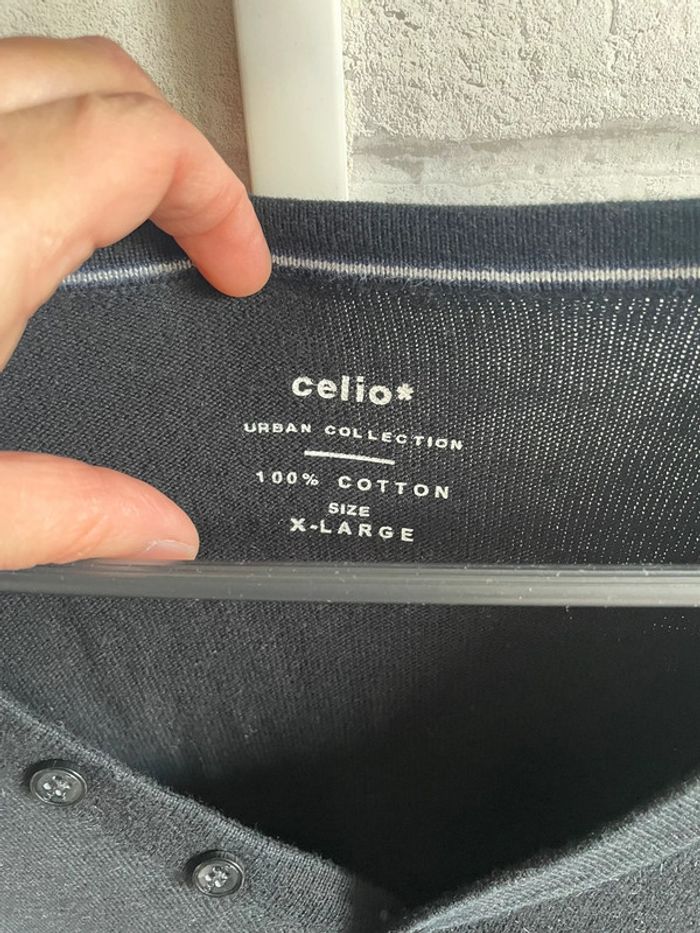 celio*
URBAN COLLECTION
100% COTTON
SIZE
X-LARGE